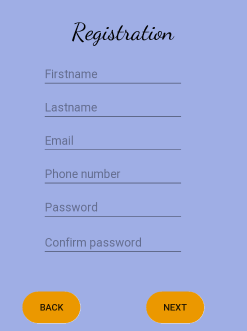 Registration
Firstname
Lastname
Email
Phone number
Password
Confirm password
BACK NEXT